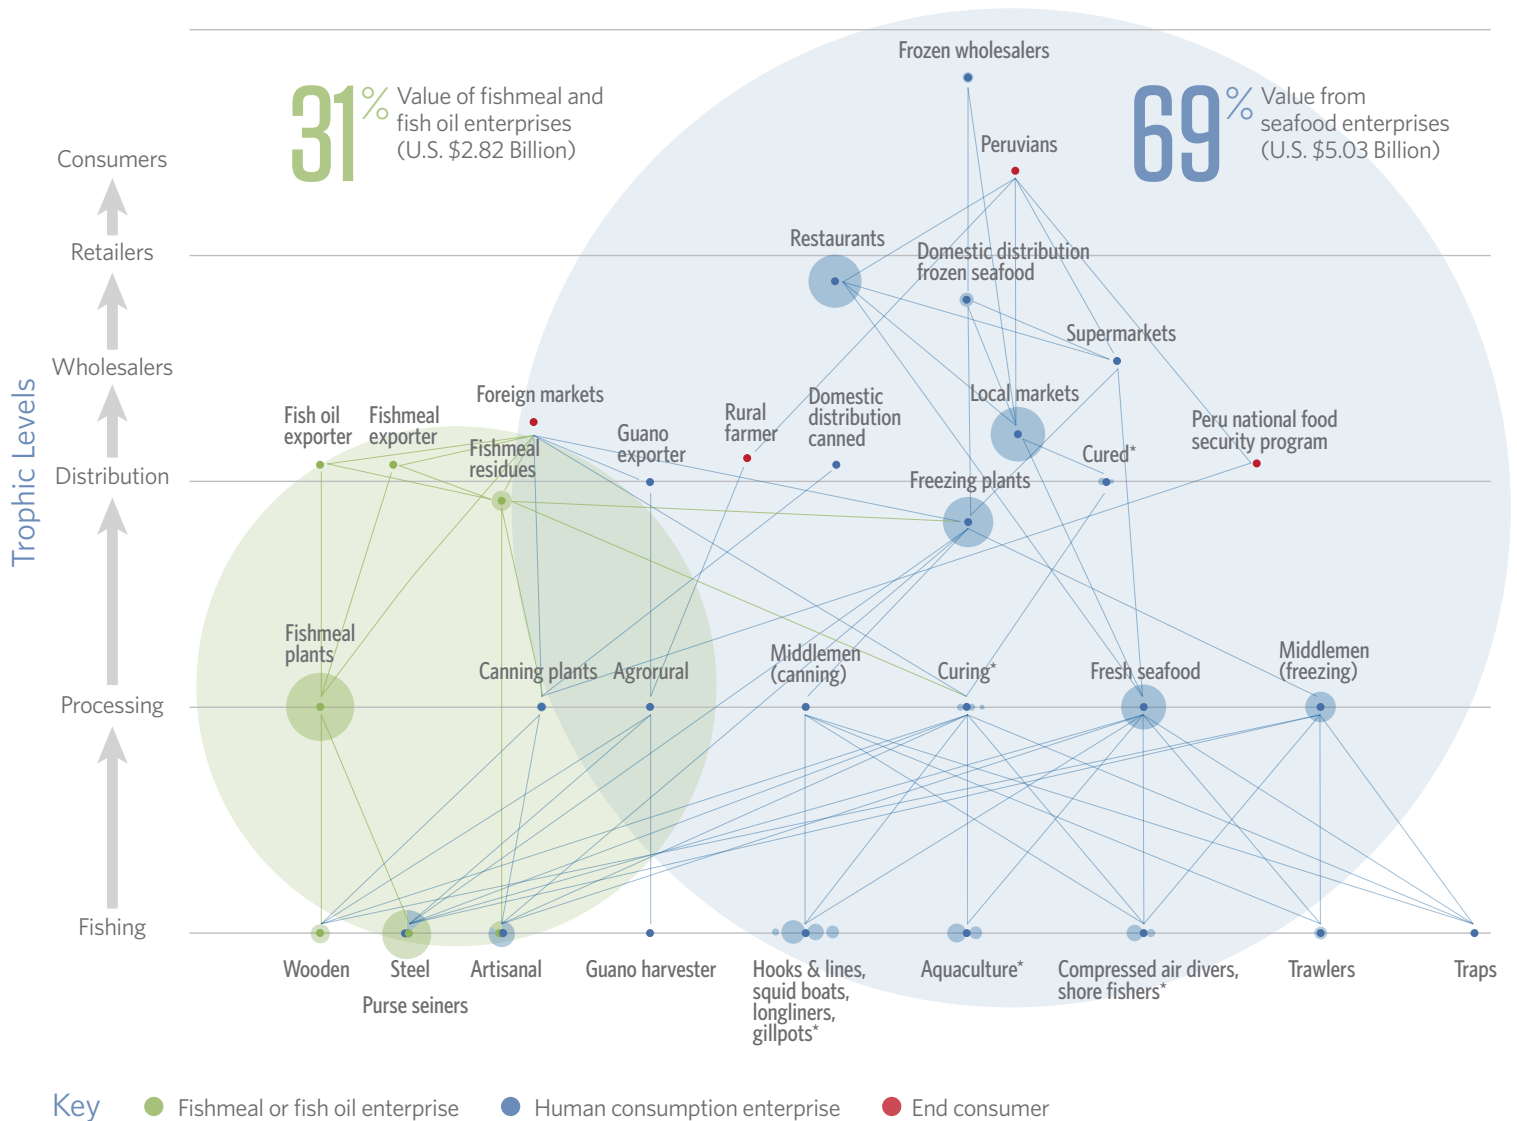 Frozen wholesalers
31%
Value of fishmeal and
fish oil enterprises
(U.S. $2.82 Billion)
69%
Value from
seafood enterprises
(U.S. $5.03 Billion)
Peruvians
Trophic Levels
Consumers
Retailers
Wholesalers
Distribution
Processing
Fishing
Restaurants
Domestic distribution
frozen seafood
Supermarkets
Foreign markets
Fish oil
exporter
Fishmeal
exporter
Fishmeal
residues
Guano
exporter
Rural
farmer
Domestic
distribution
canned
Local markets
Cured*
Peru national food
security program
Freezing plants
Fishmeal
plants
Canning plants
Agrorural
Middlemen
(canning)
Curing*
Fresh seafood
Middlemen
(freezing)
Wooden
Steel
Artisanal
Purse seiners
Guano harvester
Hooks & lines,
squid boats,
longliners,
gillpots*
Aquaculture*
Compressed air divers,
shore fishers*
Trawlers
Traps
Key
Fishmeal or fish oil enterprise
Human consumption enterprise
End consumer